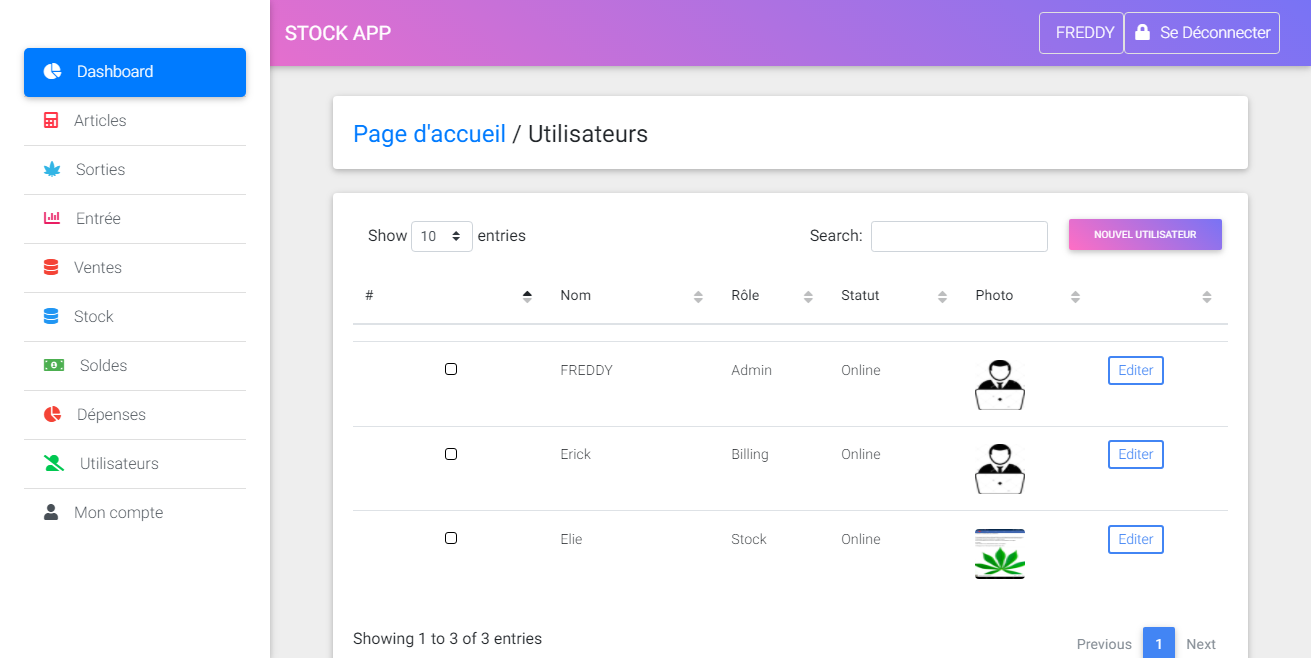 STOCK APP
FREDDY
Se Déconnecter
Dashboard
Articles
Sorties
Entrée
Ventes
Stock
Soldes
Dépenses
Utilisateurs
Mon compte
Page d'accueil / Utilisateurs
Show 10 entries
Search:
NOUVEL UTILISATEUR
# Nom Rôle Statut Photo
FREDDY Admin Online Editer
Erick Billing Online Editer
Elie Stock Online Editer
Showing 1 to 3 of 3 entries
Previous 1 Next